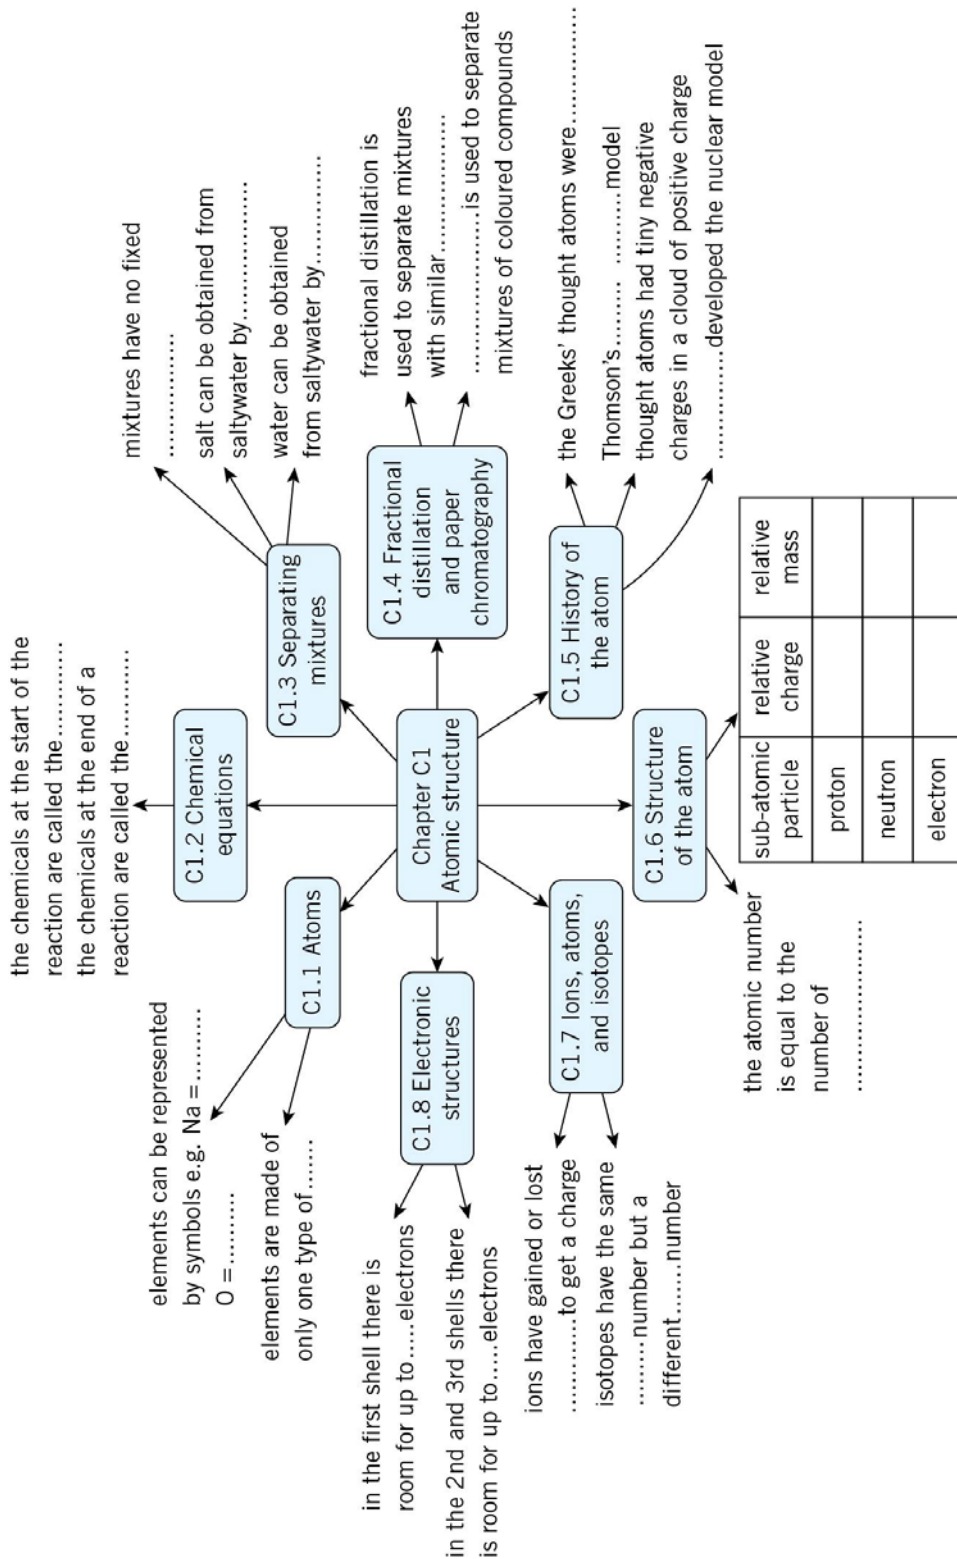 Chapter C1
Atomic structure
C1.1 Atoms
elements can be represented
by symbols e.g. Na = ..........
O = ...........
elements are made of
only one type of.......
C1.2 Chemical
equations
the chemicals at the start of the
reaction are called the..............
the chemicals at the end of a
reaction are called the..............
C1.3 Separating
mixtures
mixtures have no fixed
................
salt can be obtained from
saltywater by....................
water can be obtained
from saltywater by...............
C1.4 Fractional
distillation
and paper
chromatography
fractional distillation is
used to separate mixtures
with similar....................
....................is used to separate
mixtures of coloured compounds
C1.5 History of
the atom
the Greeks’ thought atoms were................
Thomson’s......... ..........model
thought atoms had tiny negative
charges in a cloud of positive charge
................developed the nuclear model
C1.6 Structure
of the atom
sub-atomic
particle
relative
charge
relative
mass
proton
neutron
electron
the atomic number
is equal to the
number of
........................
C1.7 Ions, atoms,
and isotopes
ions have gained or lost
.............to get a charge
isotopes have the same
.........number but a
different.........number
C1.8 Electronic
structures
in the first shell there is
room for up to.....electrons
in the 2nd and 3rd shells there
is room for up to.....electrons